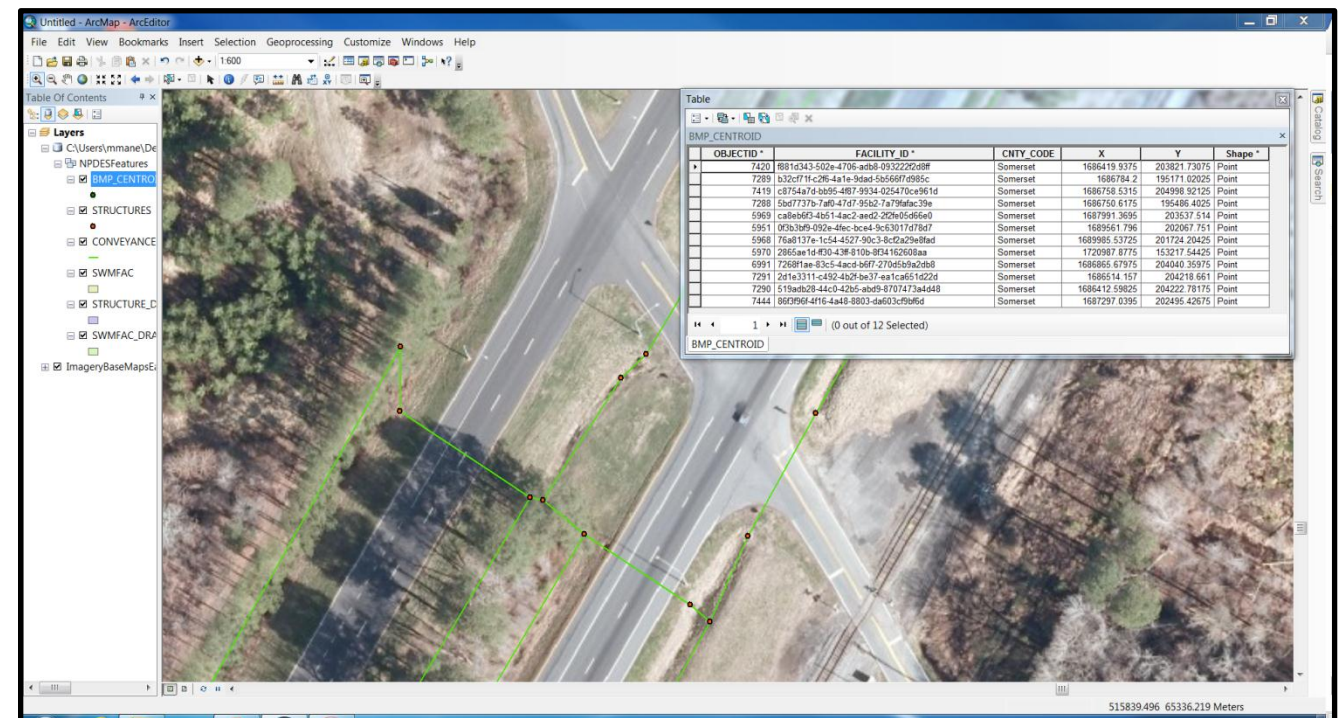 Untitled - ArcMap - ArcEditor
File Edit View Bookmarks Insert Selection Geoprocessing Customize Windows Help
1:600
Table Of Contents
Layers
C:\Users\mmane\De
NPDESFeatures
BMP_CENTRO
STRUCTURES
CONVEYANCE
SWMFAC
STRUCTURE_D
SWMFAC_DRA
ImageryBaseMapsEa
Table
BMP_CENTROID
OBJECTID * FACILITY_ID * CNTY_CODE X Y Shape *
7420 f881d343-502e-4706-adb8-093222f2d8ff Somerset 1686419.9375 203821.73075 Point
7289 b32cf71f-c2f6-4a1e-9dad-5b566f7d985c Somerset 1686784.2 195171.02025 Point
7419 c8754a7d-bb95-4f87-9934-025470ce961d Somerset 1686758.5315 204998.92125 Point
7288 5bd7737b-7af0-47d7-95b2-7a79fafac39e Somerset 1686750.6175 195486.4025 Point
5969 ca8eb6f3-4b51-4ac2-aed2-2f2fe05d66e0 Somerset 1687991.3695 203537.514 Point
5951 0f3b3bf9-092e-4fec-bce4-9c63017d78d7 Somerset 1689561.796 202067.751 Point
5968 76a8137e-1c54-4527-90c3-8cf2a29e8fad Somerset 1689985.53725 201724.20425 Point
5970 2865ae1d-ff30-43ff-810b-8f34162608aa Somerset 1720987.8775 153217.54425 Point
6991 7268f1ae-83c5-4acd-b6f7-270d5b9a2db8 Somerset 1686865.67975 204040.35975 Point
7291 2d1e3311-c492-4b2f-be37-ea1ca651d22d Somerset 1686514.157 204218.661 Point
7290 519adb28-44c0-42b5-abd9-8707473a4d48 Somerset 1686412.59825 204222.78175 Point
7444 86f3f96f-4f16-4a48-8803-da603cf9bf6d Somerset 1687297.0395 202495.42675 Point
1 (0 out of 12 Selected)
BMP_CENTROID
Catalog
Search
515839.496 65336.219 Meters